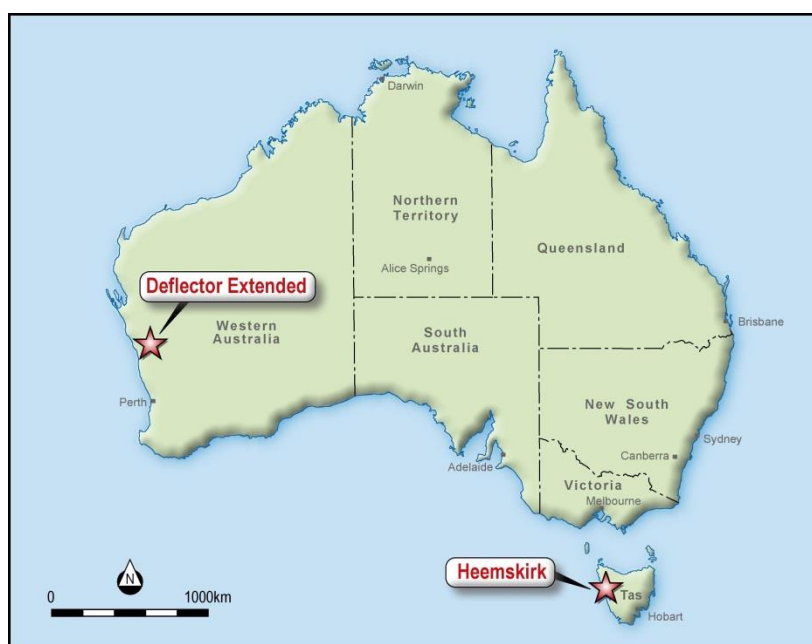 Darwin
Northern
Territory
Queensland
Alice Springs
Deflector Extended
Western
Australia
South
Australia
Brisbane
Perth
New South
Wales
Sydney
Canberra
Adelaide
Victoria
Melbourne
Heemskirk
Tas
Hobart
N
0
1000km